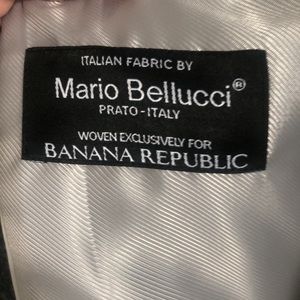 ITALIAN FABRIC BY
Mario Bellucci®
PRATO - ITALY
WOVEN EXCLUSIVELY FOR
BANANA REPUBLIC